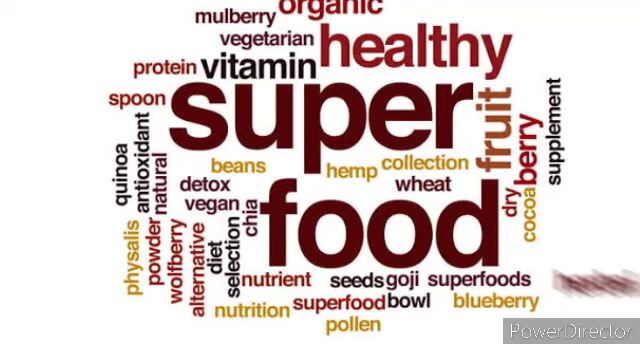 organic
mulberry
vegetarian
healthy
protein
vitamin
spoon
super
fruit
berry
supplement
quinoa
antioxidant
natural
beans
hemp
collection
detox
wheat
vegan
chia
food
dry
cocoa
physalis
powder
wolfberry
alternative
diet
selection
nutrient
seeds
goji
superfoods
nutrition
superfood
bowl
blueberry
pollen
PowerDirector